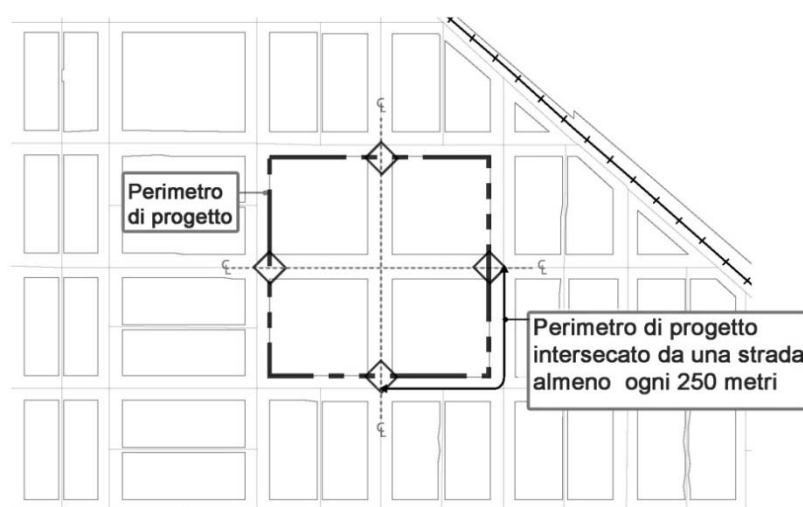 ℄
Perimetro
di progetto
℄
℄
Perimetro di progetto
intersecato da una strada
almeno ogni 250 metri
℄